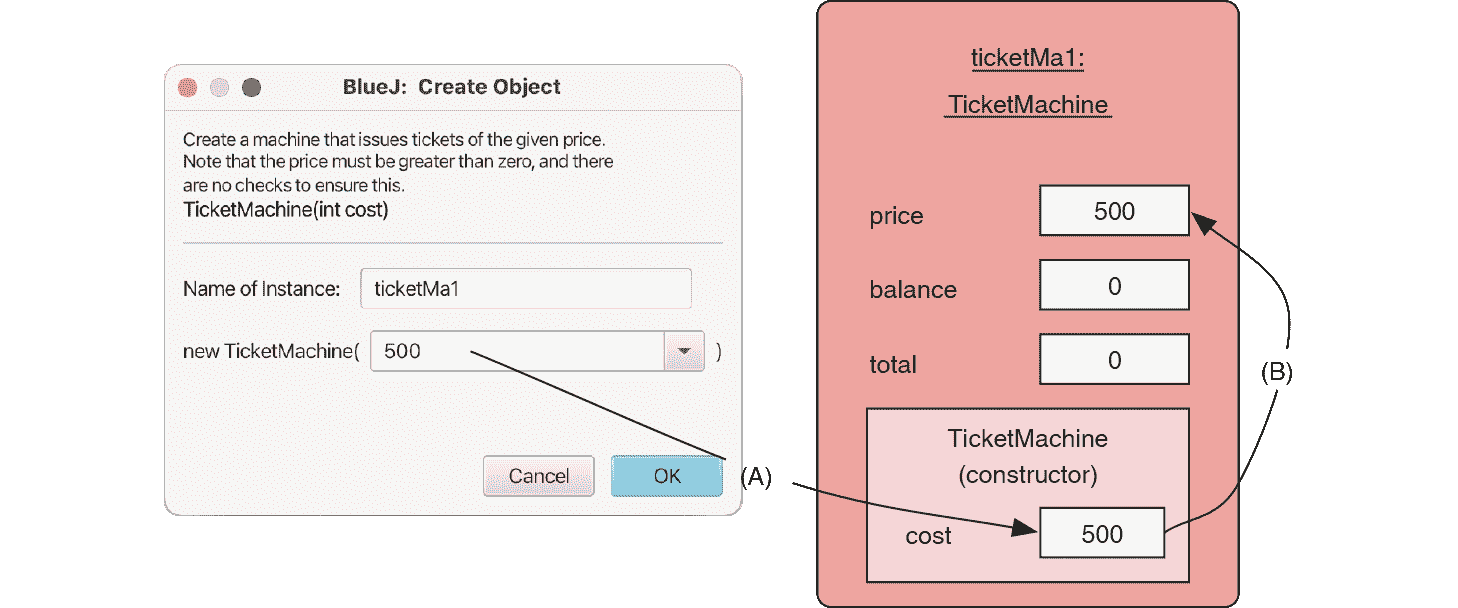 BlueJ: Create Object
Create a machine that issues tickets of the given price.
Note that the price must be greater than zero, and there
are no checks to ensure this.
TicketMachine(int cost)
Name of Instance:
ticketMa1
new TicketMachine(
500
)
Cancel
OK
(A)
ticketMa1:
TicketMachine
price
500
balance
0
total
0
(B)
TicketMachine
(constructor)
cost
500